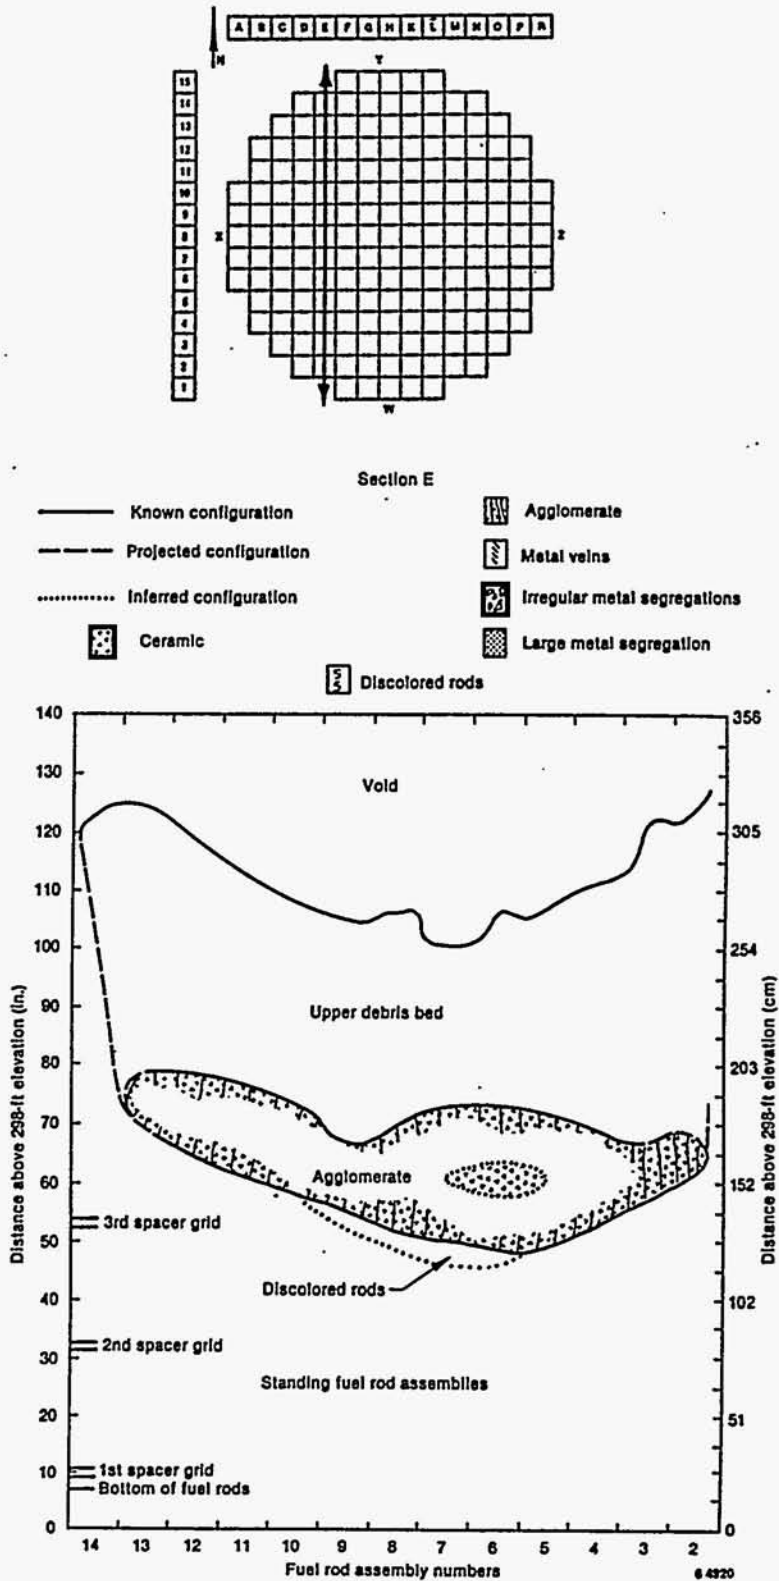 A B C D E F G H K L M N O P R
N
Y
15
14
13
12
11
10
9
8
7
6
5
4
3
2
1
X
Z
W
Section E
Known configuration
Projected configuration
Inferred configuration
Ceramic
Agglomerate
Metal veins
Irregular metal segregations
Large metal segregation
Discolored rods
140
130
120
110
100
90
80
70
60
50
40
30
20
10
0
Distance above 298-ft elevation (in.)
Void
Upper debris bed
Agglomerate
3rd spacer grid
Discolored rods
2nd spacer grid
Standing fuel rod assemblies
1st spacer grid
Bottom of fuel rods
356
305
254
203
152
102
51
0
Distance above 298-ft elevation (cm)
14 13 12 11 10 9 8 7 6 5 4 3 2
Fuel rod assembly numbers
6 4320